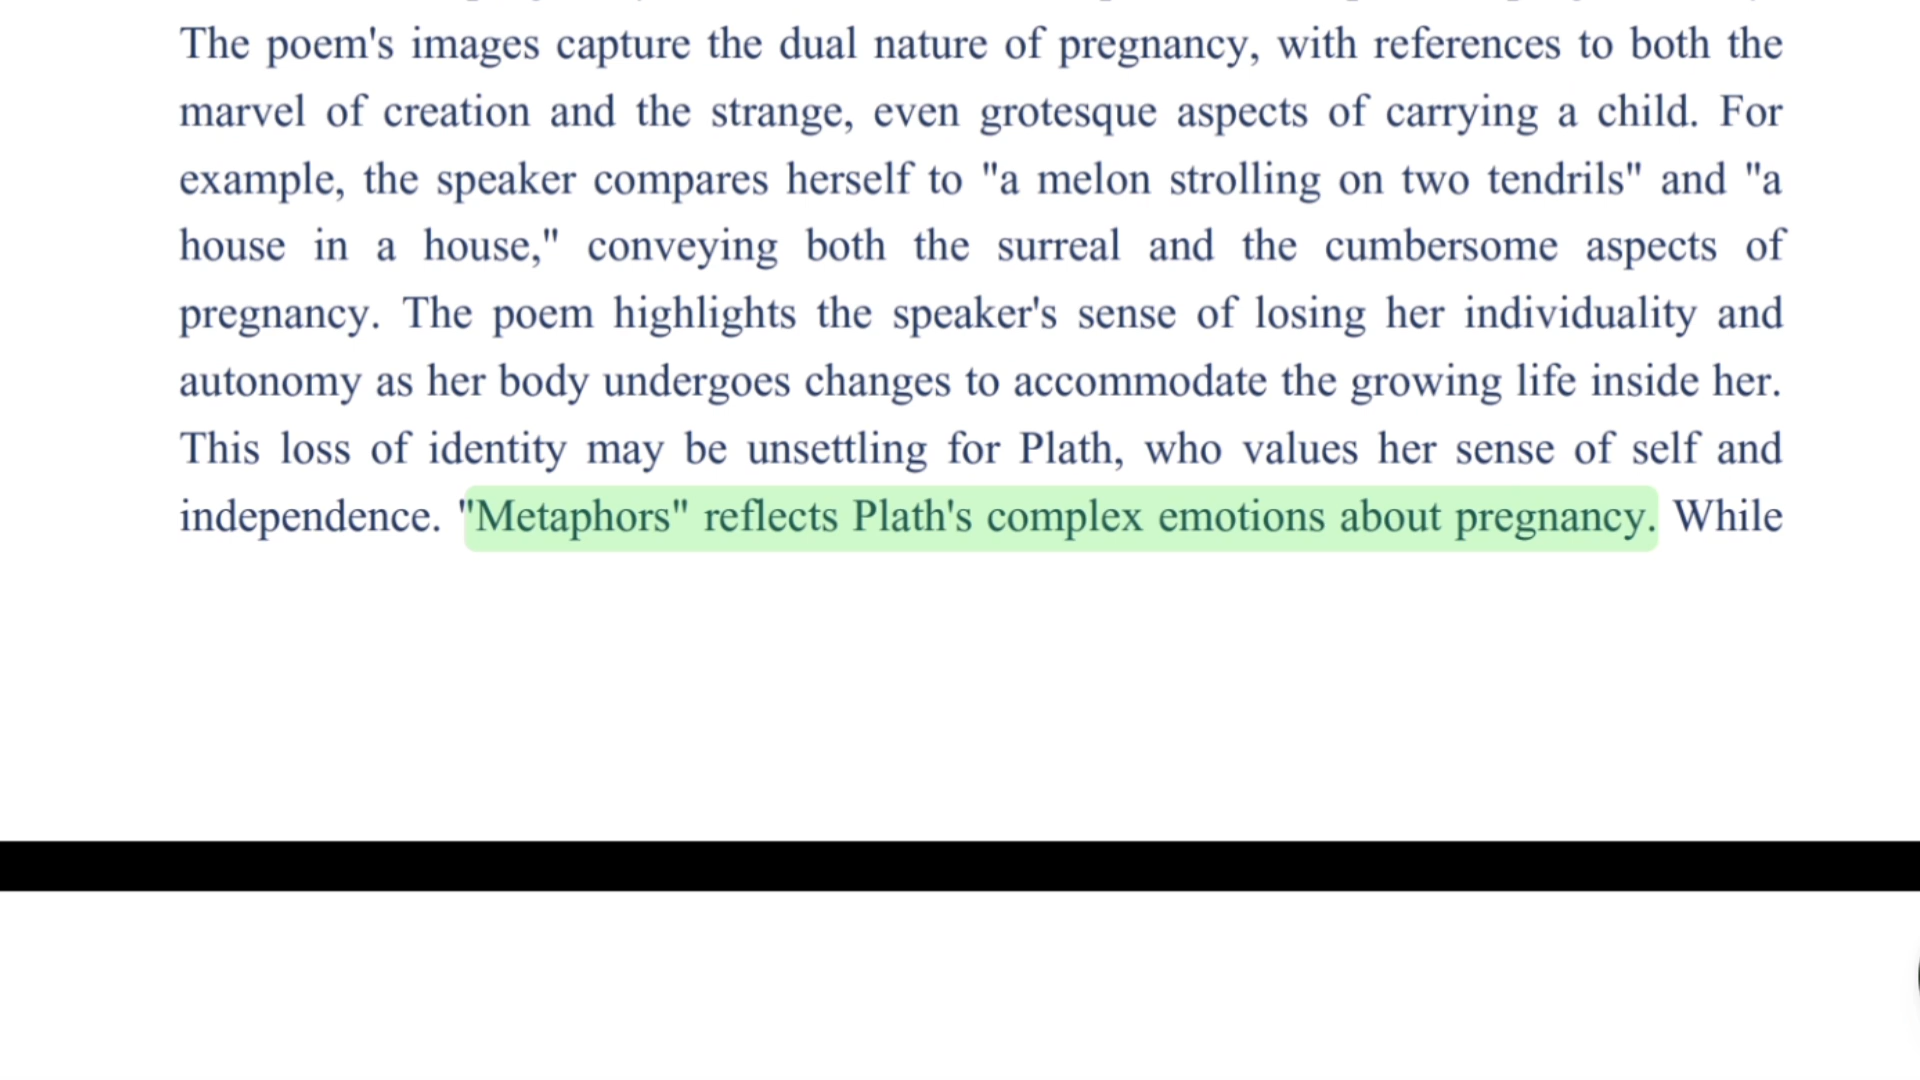 The poem's images capture the dual nature of pregnancy, with references to both the
marvel of creation and the strange, even grotesque aspects of carrying a child. For
example, the speaker compares herself to "a melon strolling on two tendrils" and "a
house in a house," conveying both the surreal and the cumbersome aspects of
pregnancy. The poem highlights the speaker's sense of losing her individuality and
autonomy as her body undergoes changes to accommodate the growing life inside her.
This loss of identity may be unsettling for Plath, who values her sense of self and
independence. "Metaphors" reflects Plath's complex emotions about pregnancy. While